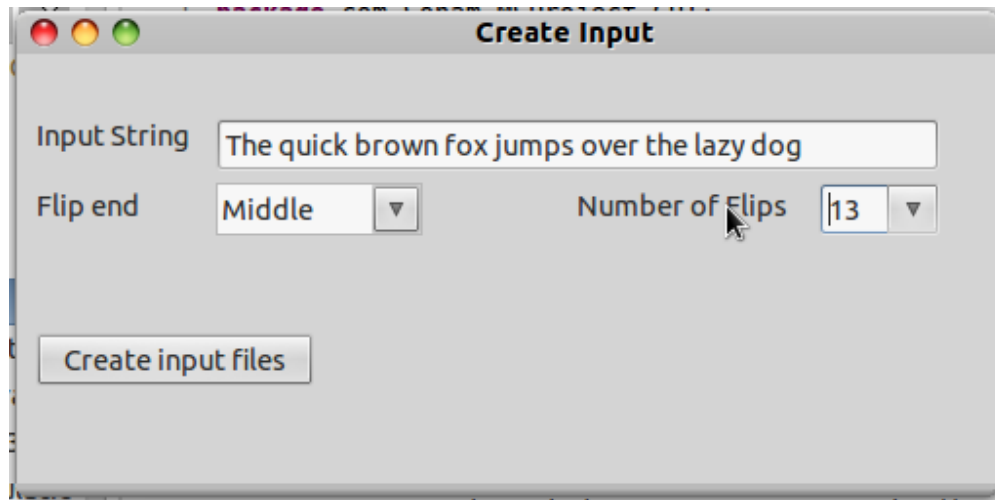 Create Input
Input String The quick brown fox jumps over the lazy dog
Flip end Middle Number of Flips 13
Create input files